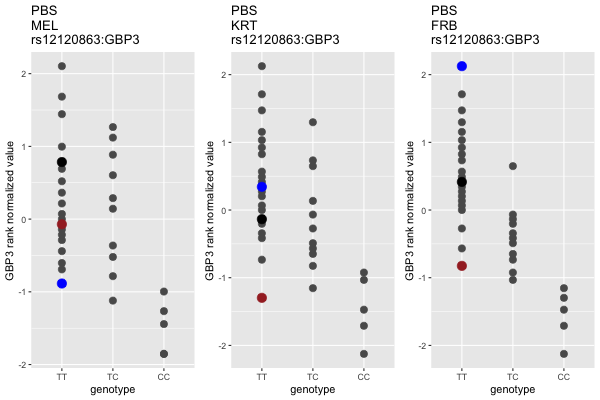 PBS
MEL
rs12120863:GBP3
GBP3 rank normalized value
2
1
0
-1
-2
TT
TC
CC
genotype
PBS
KRT
rs12120863:GBP3
GBP3 rank normalized value
2
1
0
-1
-2
TT
TC
CC
genotype
PBS
FRB
rs12120863:GBP3
GBP3 rank normalized value
2
1
0
-1
-2
TT
TC
CC
genotype